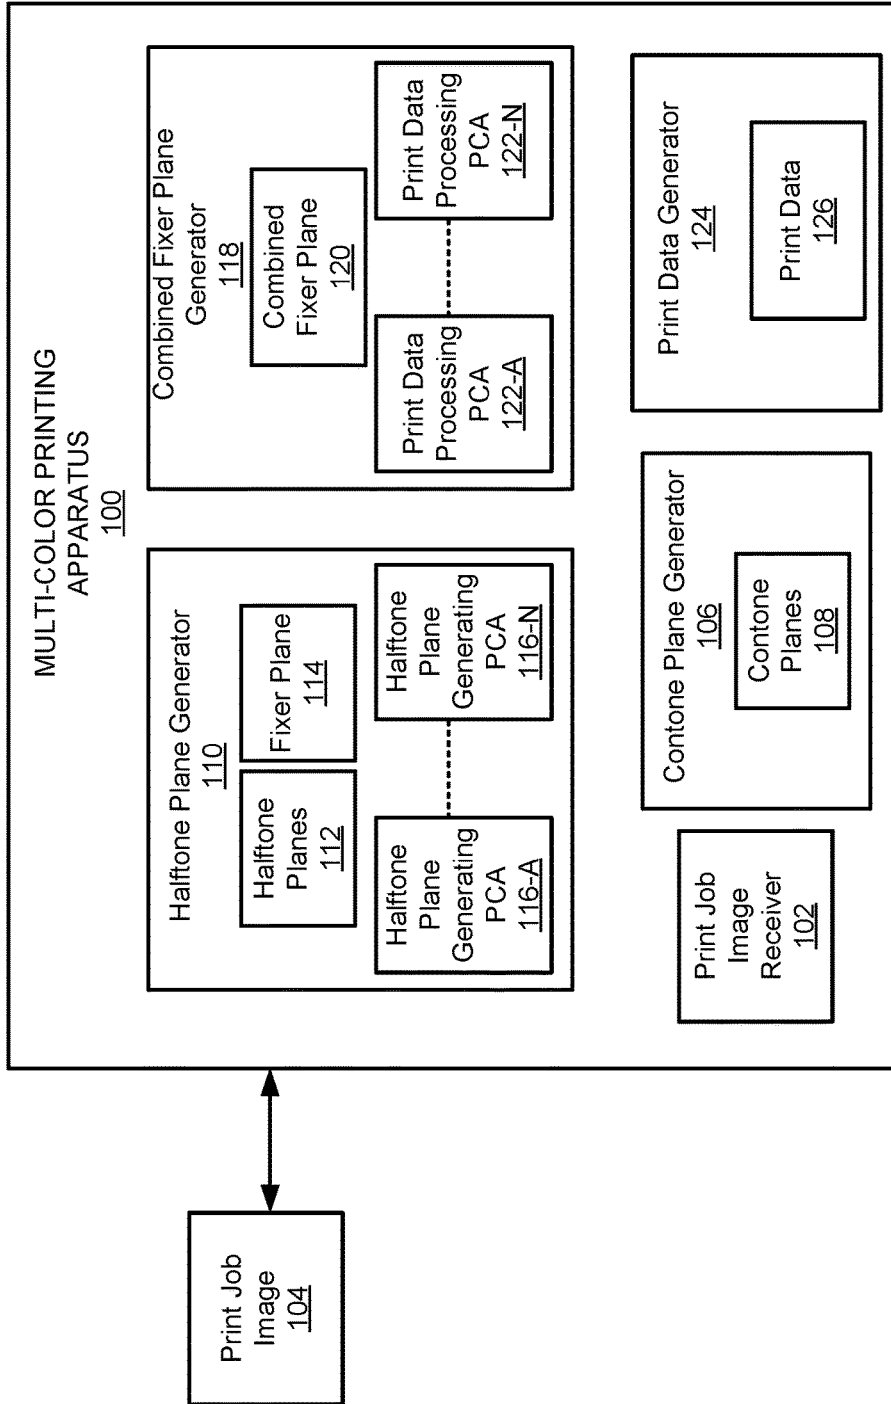 MULTI-COLOR PRINTING
APPARATUS
100
Print Job
Image
104
Halftone Plane Generator
110
Halftone
Planes
112
Fixer Plane
114
Halftone
Plane
Generating
PCA
116-A
Halftone
Plane
Generating
PCA
116-N
Combined Fixer Plane
Generator
118
Combined
Fixer Plane
120
Print Data
Processing
PCA
122-A
Print Data
Processing
PCA
122-N
Print Job
Image
Receiver
102
Contone Plane Generator
106
Contone
Planes
108
Print Data Generator
124
Print Data
126